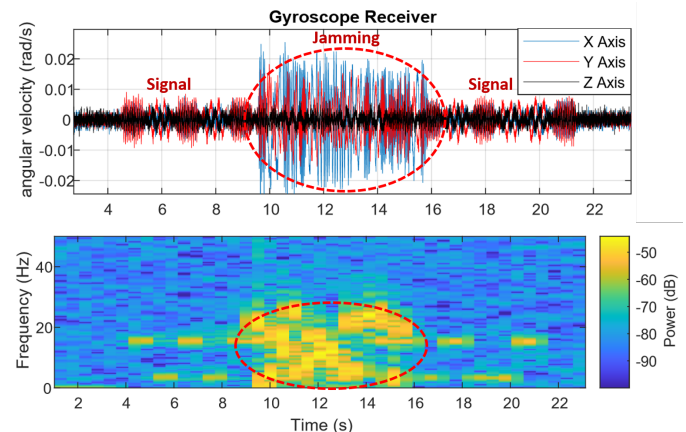 Gyroscope Receiver
Jamming
Signal
Signal
X Axis
Y Axis
Z Axis
angular velocity (rad/s)
0.02
0.01
0
-0.01
-0.02
4 6 8 10 12 14 16 18 20 22
Frequency (Hz)
40
20
0
2 4 6 8 10 12 14 16 18 20 22
Time (s)
-50
-60
-70
-80
-90
Power (dB)